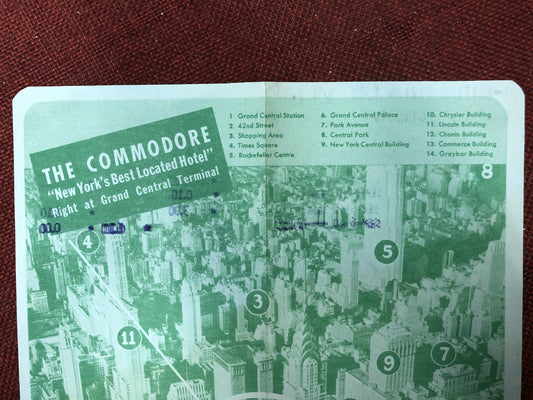 THE COMMODORE
"New York's Best Located Hotel"
Right at Grand Central Terminal
1 Grand Central Station
2 42nd Street
3. Shopping Area
4. Times Square
5. Rockefeller Centre
6. Grand Central Palace
7. Park Avenue
8. Central Park
9. New York Central Building
10. Chrysler Building
11. Lincoln Building
12. Chanin Building
13. Commerce Building
14. Graybar Building
8
4
5
3
11
9
7